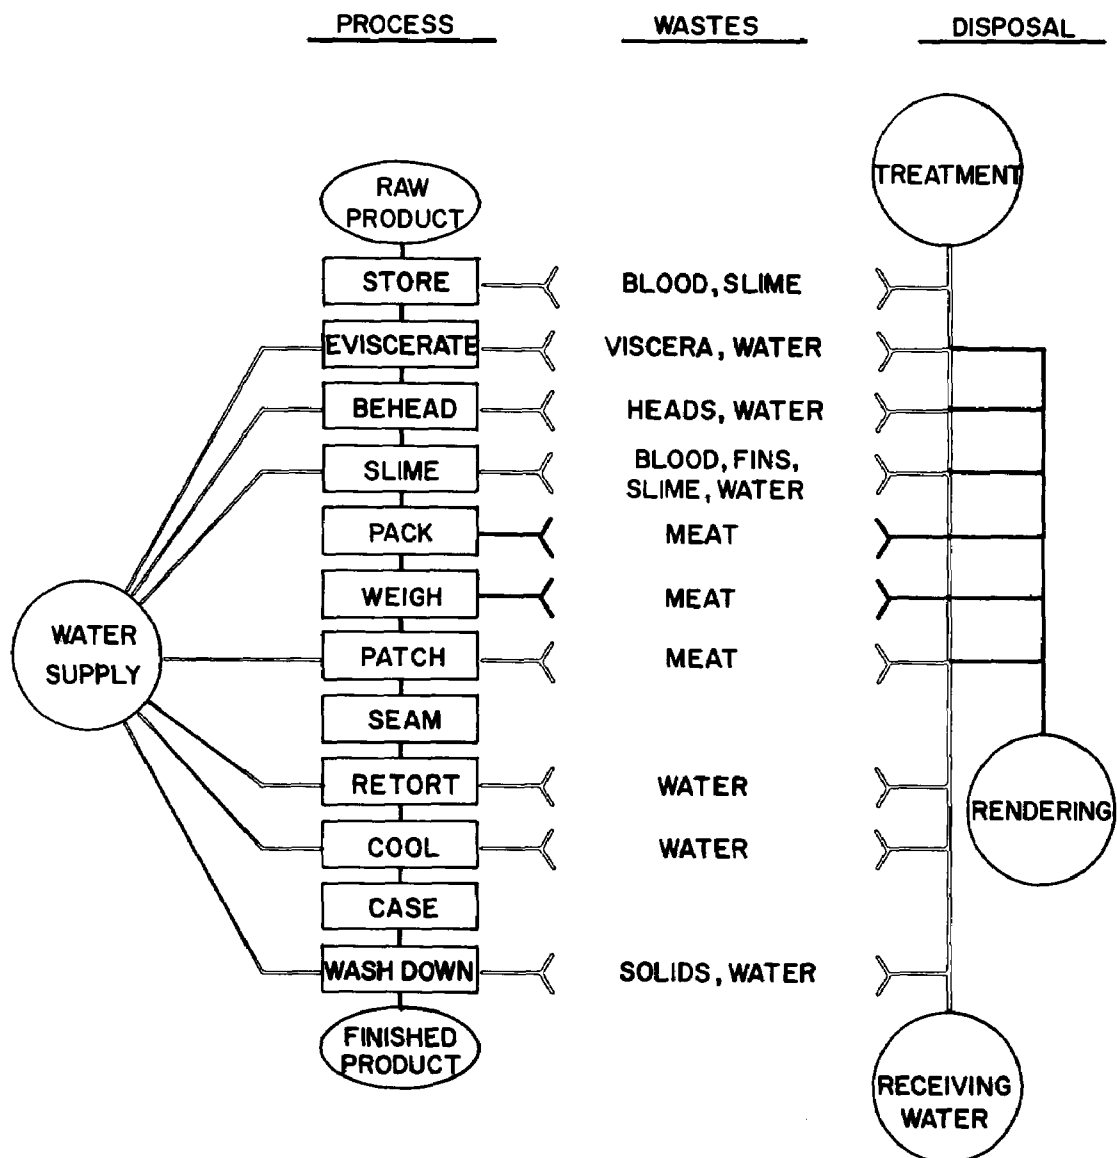 PROCESS
WASTES
DISPOSAL
TREATMENT
RAW
PRODUCT
STORE
BLOOD, SLIME
EVISCERATE
VISCERA, WATER
BEHEAD
HEADS, WATER
SLIME
BLOOD, FINS,
SLIME, WATER
PACK
MEAT
WEIGH
MEAT
WATER
SUPPLY
PATCH
MEAT
SEAM
RETORT
WATER
RENDERING
COOL
WATER
CASE
WASH DOWN
SOLIDS, WATER
FINISHED
PRODUCT
RECEIVING
WATER